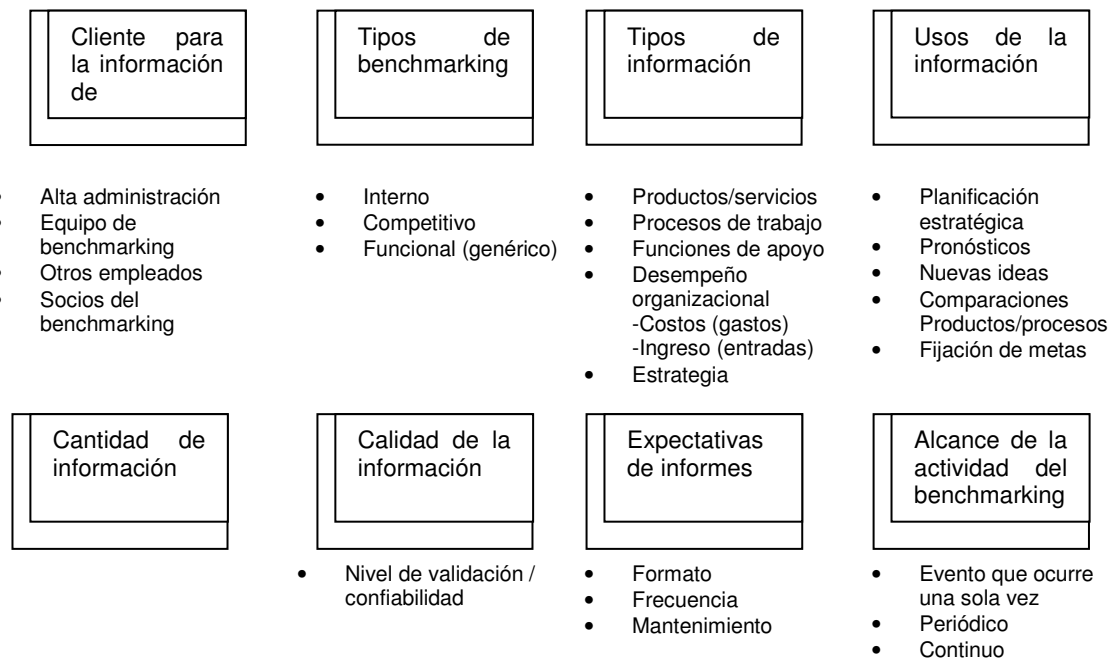 Cliente para
la información
de
• Alta administración
• Equipo de
benchmarking
• Otros empleados
• Socios del
benchmarking
Tipos de
benchmarking
• Interno
• Competitivo
• Funcional (genérico)
Tipos de
información
• Productos/servicios
• Procesos de trabajo
• Funciones de apoyo
• Desempeño
organizacional
-Costos (gastos)
-Ingreso (entradas)
• Estrategia
Usos de la
información
• Planificación
estratégica
• Pronósticos
• Nuevas ideas
• Comparaciones
Productos/procesos
• Fijación de metas
Cantidad de
información
Calidad de la
información
• Nivel de validación /
confiabilidad
Expectativas
de informes
• Formato
• Frecuencia
• Mantenimiento
Alcance de la
actividad del
benchmarking
• Evento que ocurre
una sola vez
• Periódico
• Continuo